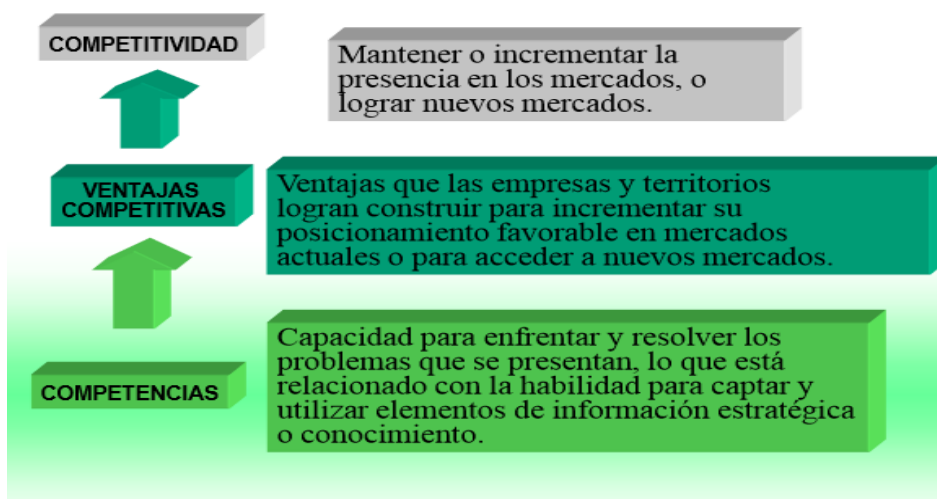 COMPETITIVIDAD
Mantener o incrementar la
presencia en los mercados, o
lograr nuevos mercados.
VENTAJAS
COMPETITIVAS
Ventajas que las empresas y territorios
logran construir para incrementar su
posicionamiento favorable en mercados
actuales o para acceder a nuevos mercados.
COMPETENCIAS
Capacidad para enfrentar y resolver los
problemas que se presentan, lo que está
relacionado con la habilidad para captar y
utilizar elementos de información estratégica
o conocimiento.